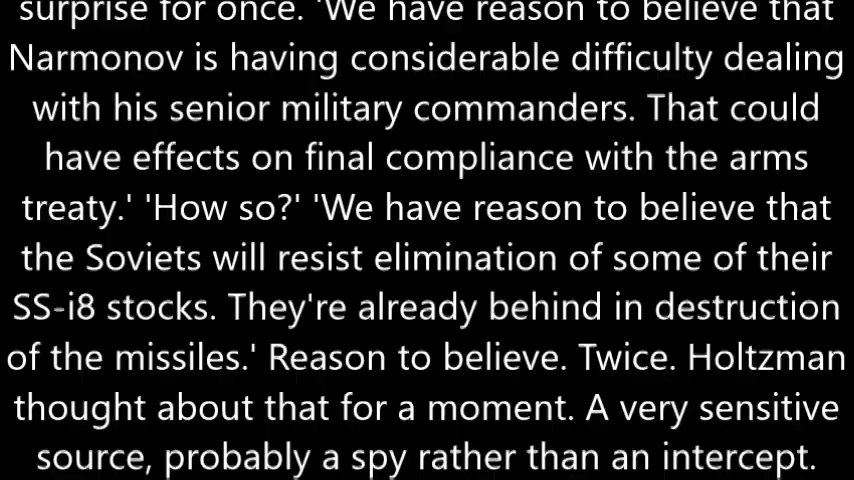 surprise for once. 'We have reason to believe that
Narmonov is having considerable difficulty dealing
with his senior military commanders. That could
have effects on final compliance with the arms
treaty.' 'How so?' 'We have reason to believe that
the Soviets will resist elimination of some of their
SS-i8 stocks. They're already behind in destruction
of the missiles.' Reason to believe. Twice. Holtzman
thought about that for a moment. A very sensitive
source, probably a spy rather than an intercept.